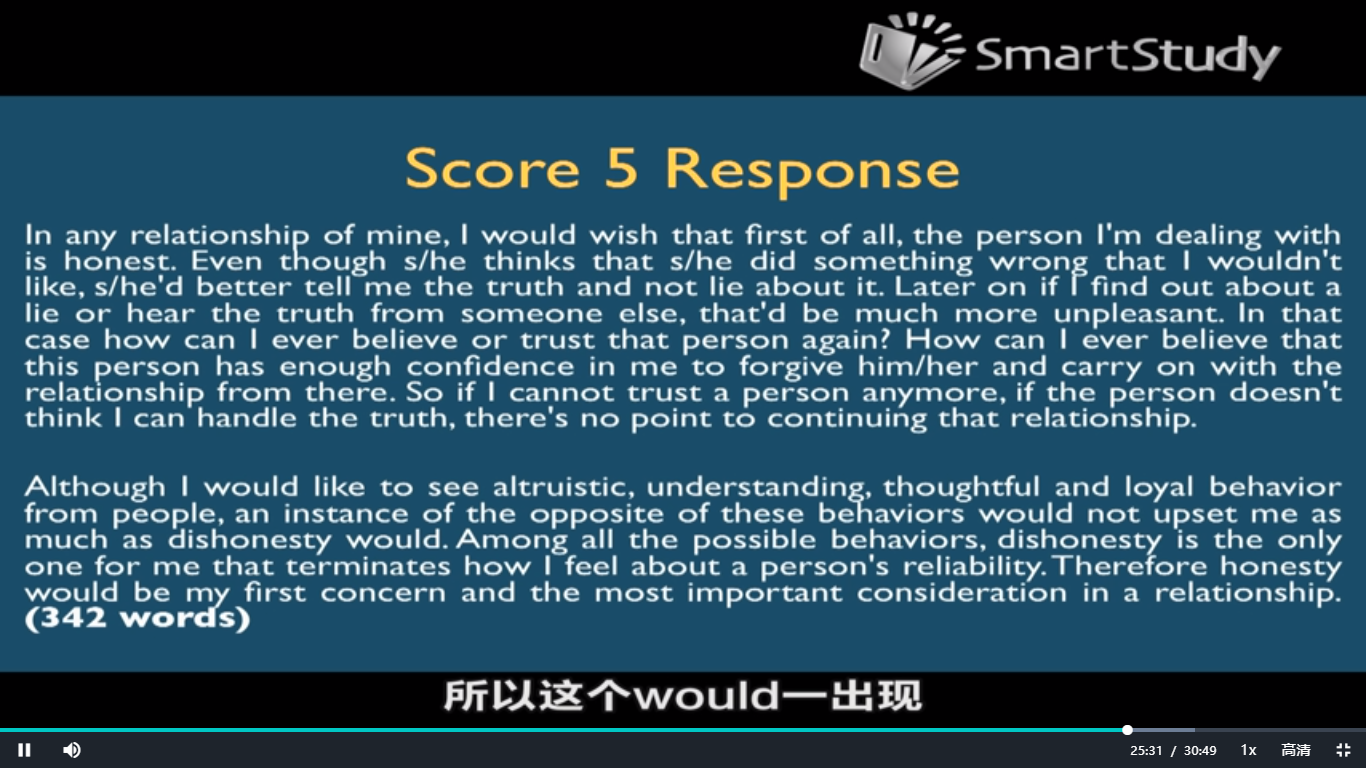 SmartStudy
Score 5 Response
In any relationship of mine, I would wish that first of all, the person I'm dealing with
is honest. Even though s/he thinks that s/he did something wrong that I wouldn't
like, s/he'd better tell me the truth and not lie about it. Later on if I find out about a
lie or hear the truth from someone else, that'd be much more unpleasant. In that
case how can I ever believe or trust that person again? How can I ever believe that
this person has enough confidence in me to forgive him/her and carry on with the
relationship from there. So if I cannot trust a person anymore, if the person doesn't
think I can handle the truth, there's no point to continuing that relationship.
Although I would like to see altruistic, understanding, thoughtful and loyal behavior
from people, an instance of the opposite of these behaviors would not upset me as
much as dishonesty would. Among all the possible behaviors, dishonesty is the only
one for me that terminates how I feel about a person's reliability. Therefore honesty
would be my first concern and the most important consideration in a relationship.
(342 words)
所以这个would一出现
25:31 / 30:49 1x 高清